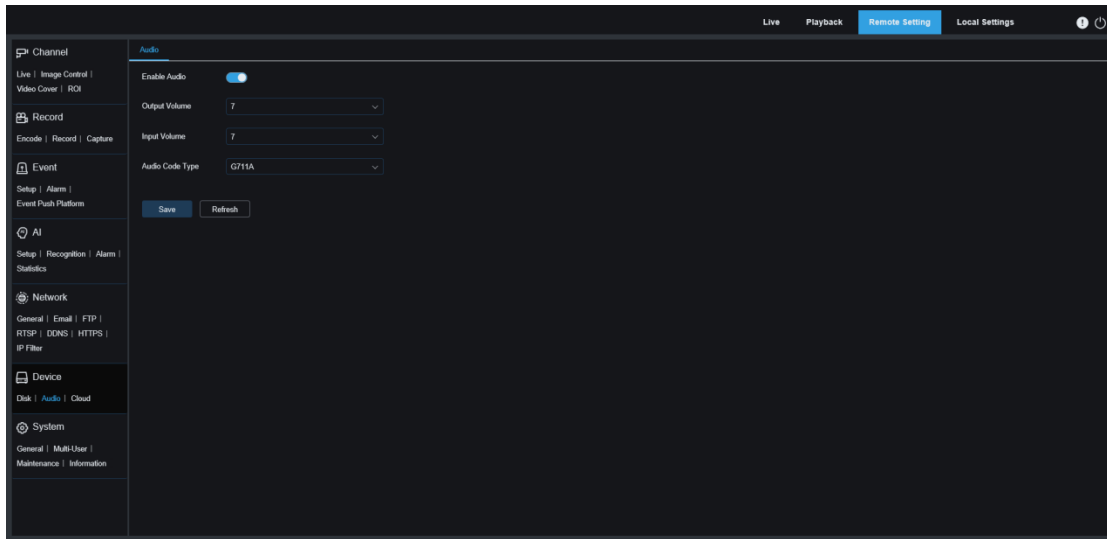 Live Playback Remote Setting Local Settings
Channel
Live | Image Control |
Video Cover | ROI
Record
Encode | Record | Capture
Event
Setup | Alarm |
Event Push Platform
AI
Setup | Recognition | Alarm |
Statistics
Network
General | Email | FTP |
RTSP | DDNS | HTTPS |
IP Filter
Device
Disk | Audio | Cloud
System
General | Multi-User |
Maintenance | Information
Audio
Enable Audio
Output Volume 7
Input Volume 7
Audio Code Type G711A
Save Refresh